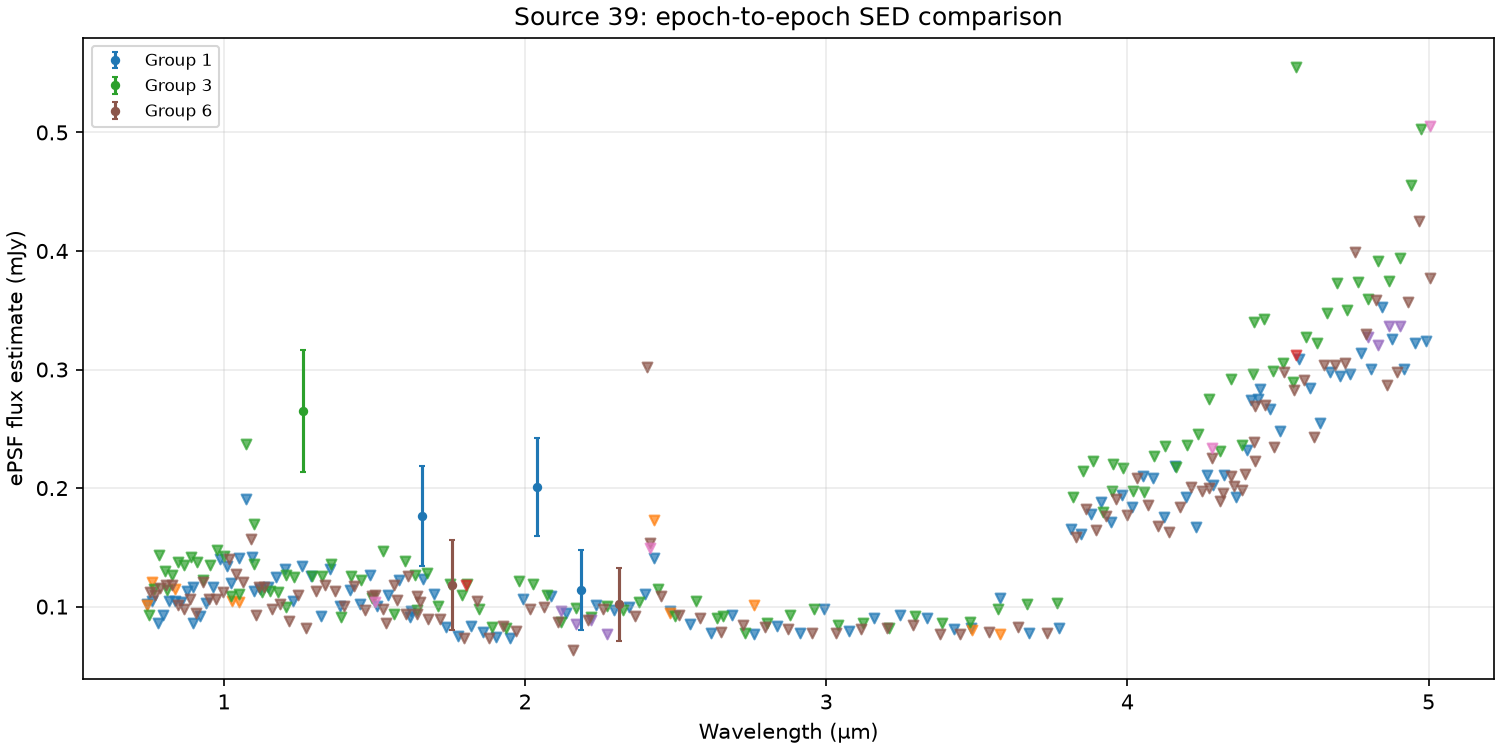 Source 39: epoch-to-epoch SED comparison
Group 1
Group 3
Group 6
ePSF flux estimate (mJy)
0.5
0.4
0.3
0.2
0.1
1 2 3 4 5
Wavelength (μm)